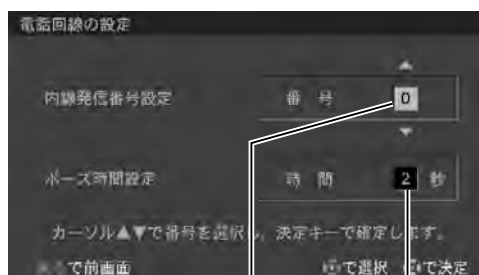 電話回線の設定
内線発信番号設定 番 号 0
ポーズ時間設定 時 間 2 秒
カーソル▲▼で番号を選択し、決定キーで確定します。
で前画面 で選択 で決定